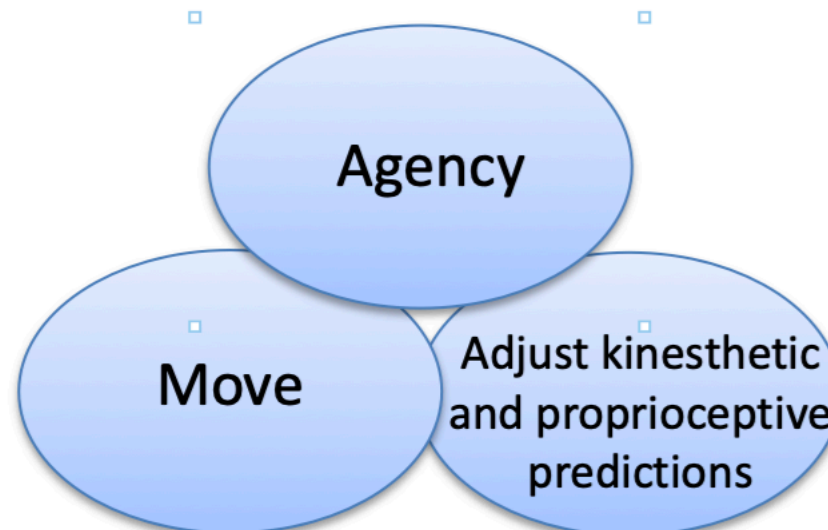 Agency
Move
Adjust kinesthetic
and proprioceptive
predictions